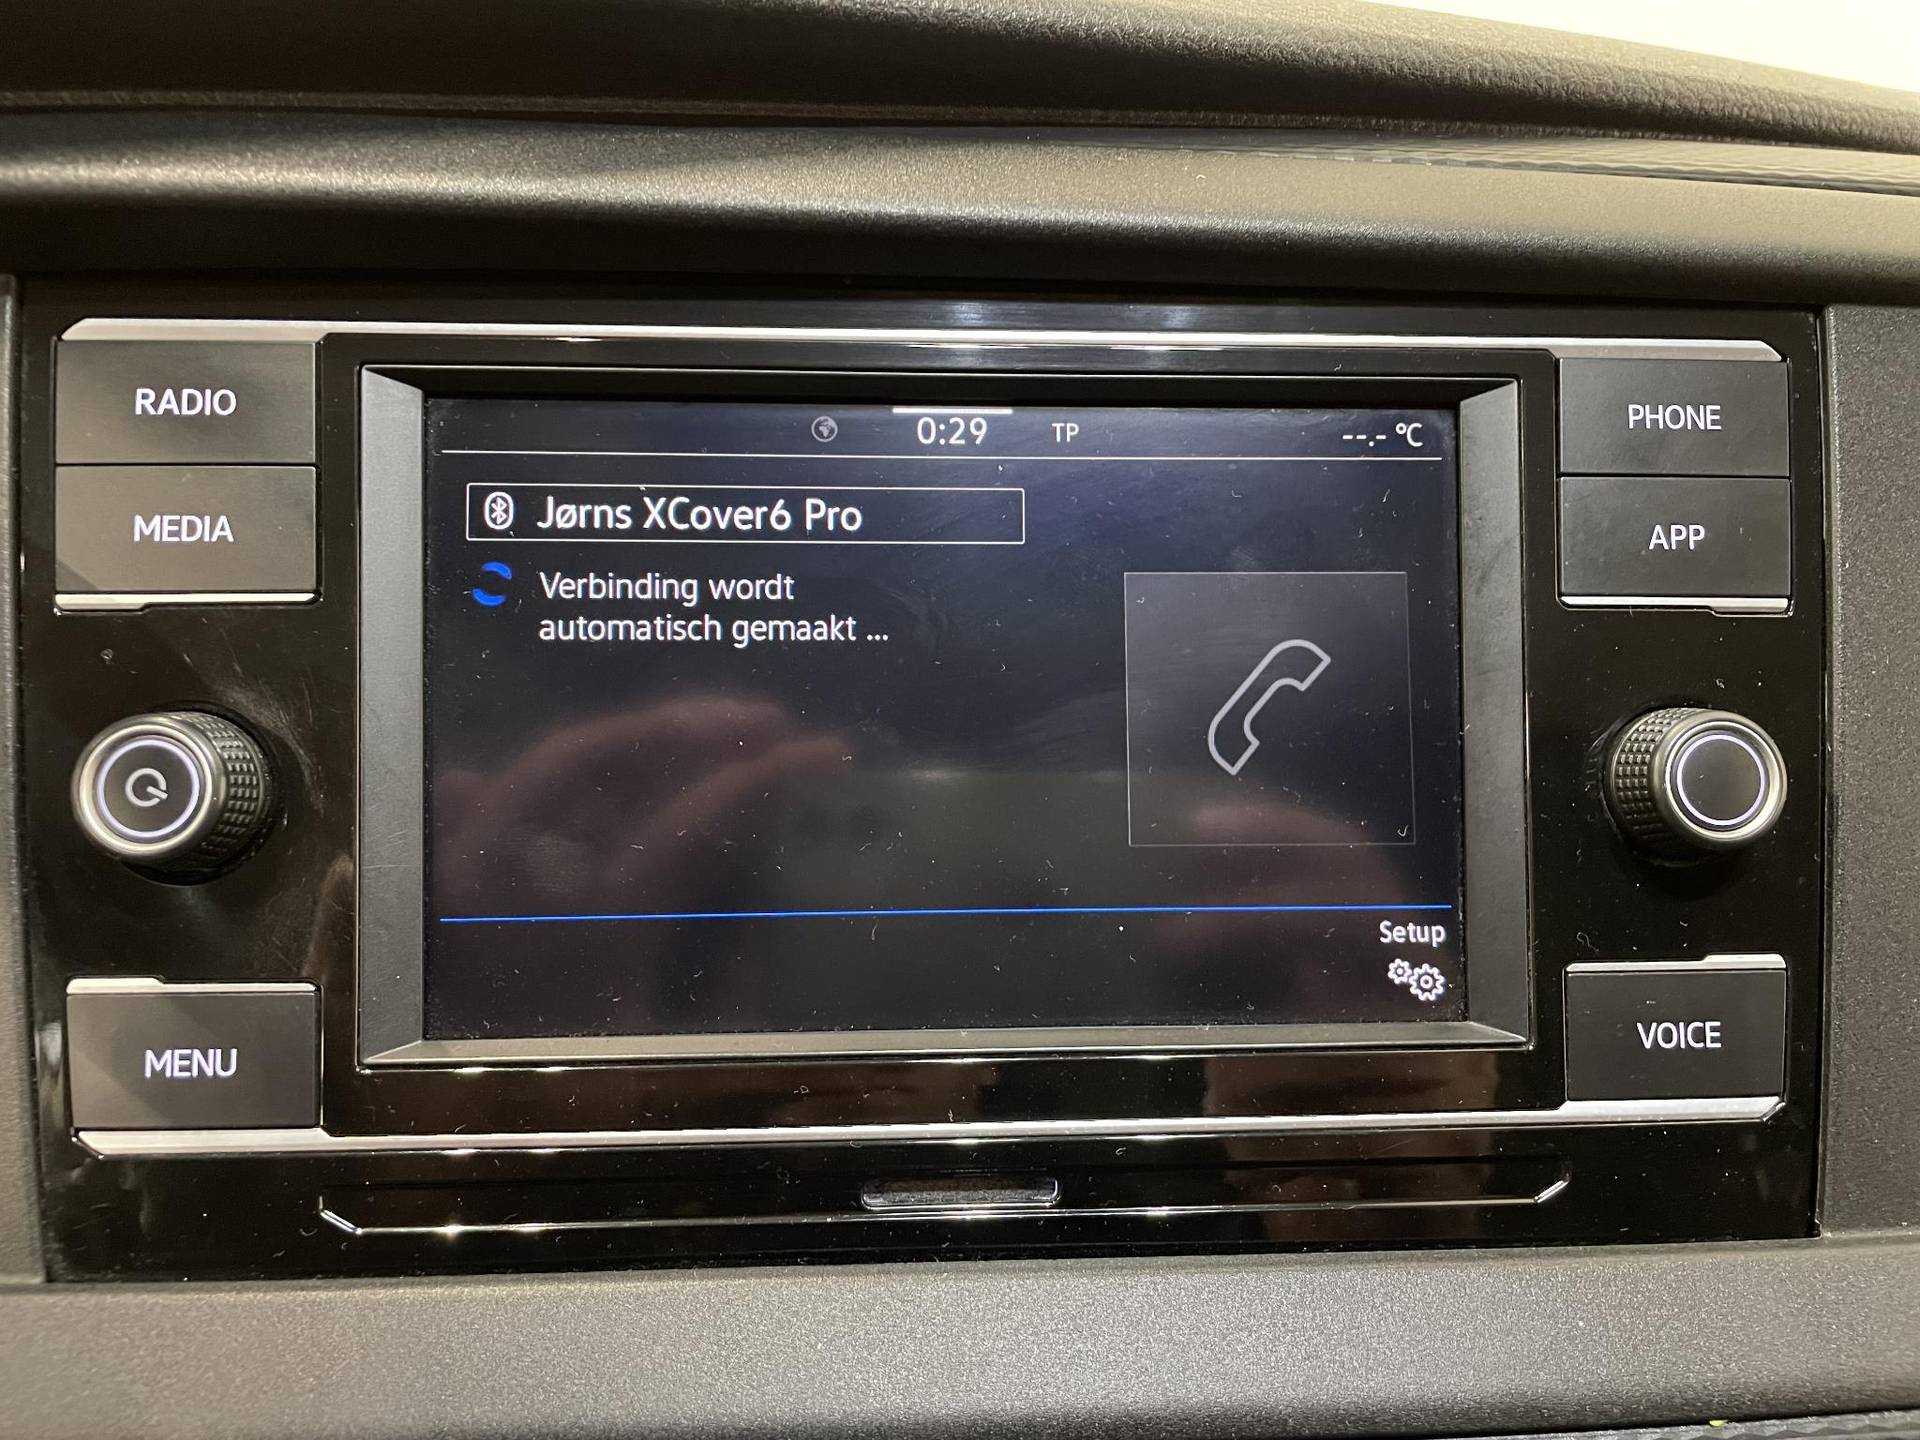 RADIO
MEDIA
MENU
0:29 TP --.- °C
Jørns XCover6 Pro
Verbinding wordt
automatisch gemaakt ...
Setup
PHONE
APP
VOICE